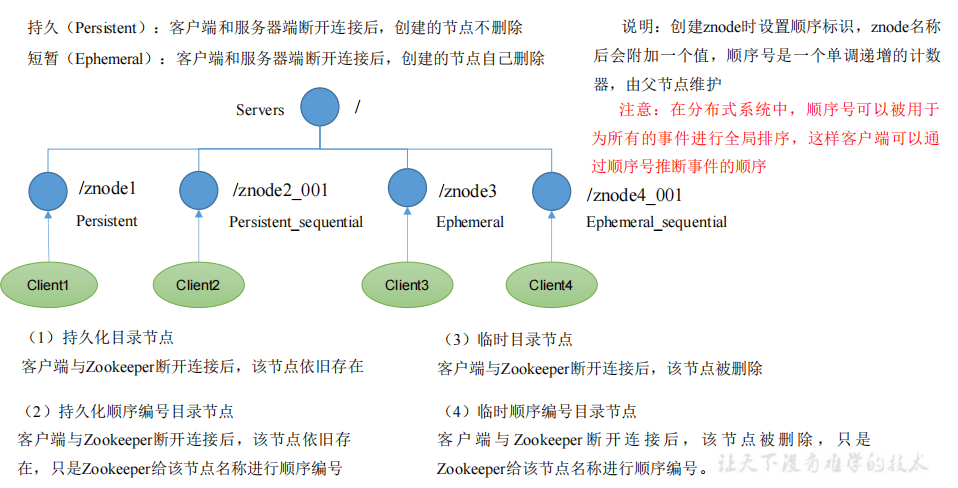 持久（Persistent）：客户端和服务器端断开连接后，创建的节点不删除
短暂（Ephemeral）：客户端和服务器端断开连接后，创建的节点自己删除
说明：创建znode时设置顺序标识，znode名称
后会附加一个值，顺序号是一个单调递增的计数
器，由父节点维护
注意：在分布式系统中，顺序号可以被用于
为所有的事件进行全局排序，这样客户端可以通
过顺序号推断事件的顺序
Servers
/
/znode1
Persistent
/znode2_001
Persistent_sequential
/znode3
Ephemeral
/znode4_001
Ephemeral_sequential
Client1
Client2
Client3
Client4
（1）持久化目录节点
客户端与Zookeeper断开连接后，该节点依旧存在
（2）持久化顺序编号目录节点
客户端与Zookeeper断开连接后，该节点依旧存
在，只是Zookeeper给该节点名称进行顺序编号
（3）临时目录节点
客户端与Zookeeper断开连接后，该节点被删除
（4）临时顺序编号目录节点
客户端与Zookeeper断开连接后，该节点被删除，只是
Zookeeper给该节点名称进行顺序编号。
让天下没有难学的技术